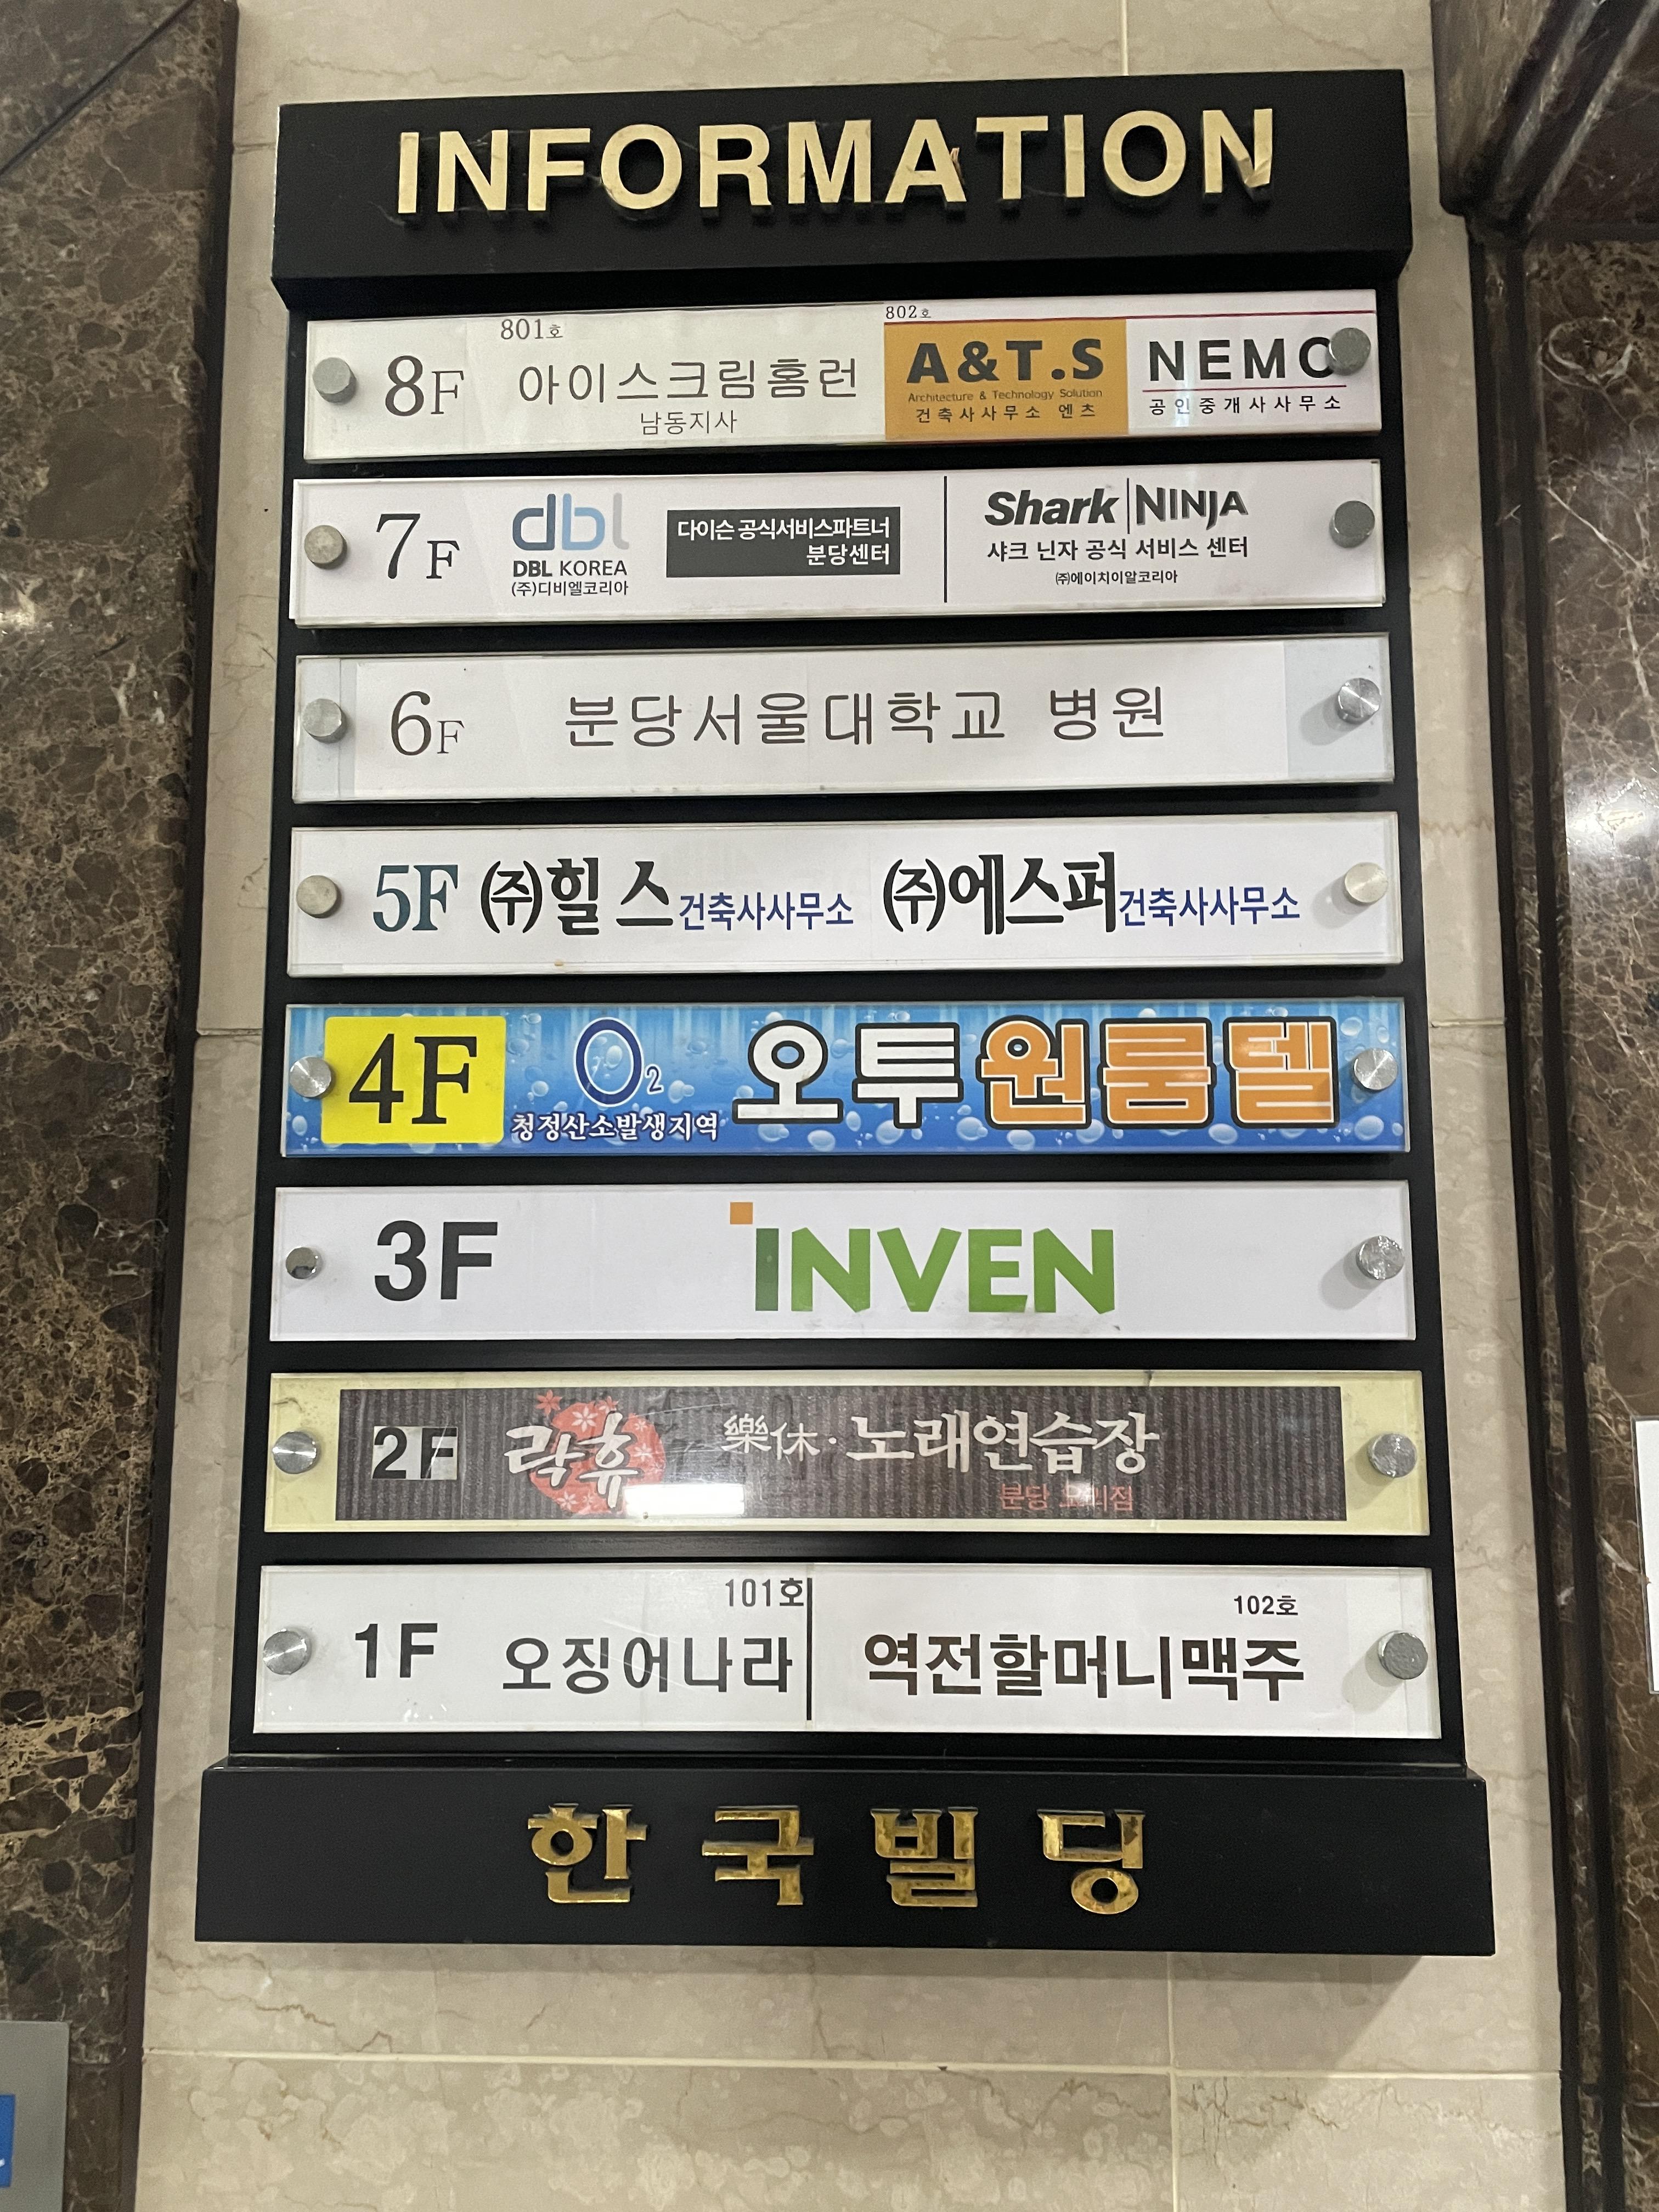 INFORMATION
801호
802호
8F 아이스크림홈런
남동지사
A&T.S
Architecture & Technology Solution
건축사사무소 엔츠
NEMO
공인중개사사무소
7F dbl
DBL KOREA
(주)디비엘코리아
다이슨 공식서비스파트너
분당센터
Shark NINJA
샤크 닌자 공식 서비스 센터
㈜에이치이알코리아
6F 분당서울대학교 병원
5F ㈜힐스건축사사무소 ㈜에스퍼건축사사무소
4F O₂ 오투원룸텔
청정산소발생지역
3F INVEN
2F 락휴 樂休·노래연습장
분당
101호
102호
1F 오징어나라 역전할머니맥주
한국빌딩